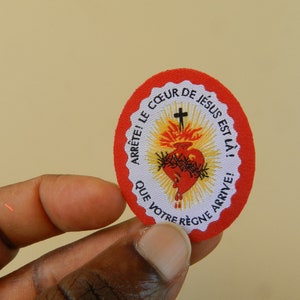 ARRÊTE! LE CŒUR DE JÉSUS EST LÀ!
QUE VOTRE RÈGNE ARRIVE!